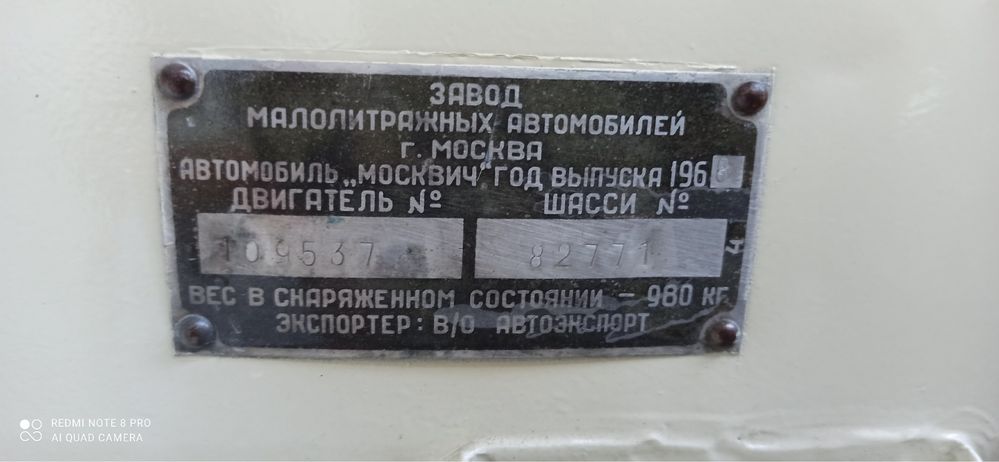 ЗАВОД
МАЛОЛИТРАЖНЫХ АВТОМОБИЛЕЙ
г. МОСКВА
АВТОМОБИЛЬ „МОСКВИЧ" ГОД ВЫПУСКА 1968
ДВИГАТЕЛЬ № ШАССИ №
109537 82771
ВЕС В СНАРЯЖЕННОМ СОСТОЯНИИ – 980 КГ
ЭКСПОРТЕР: В/О АВТОЭКСПОРТ
REDMI NOTE 8 PRO
AI QUAD CAMERA